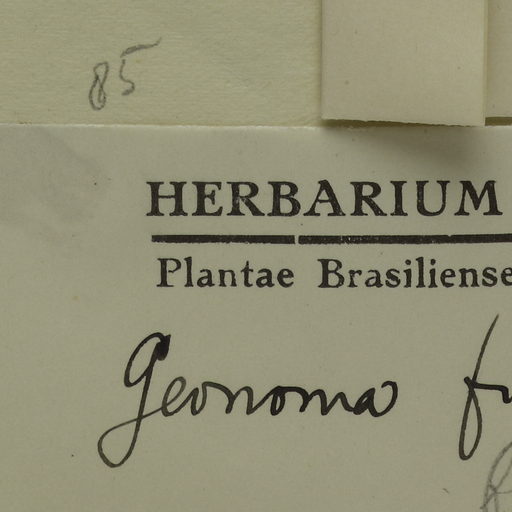 85
HERBARIUM
Plantae Brasiliense
Geonoma